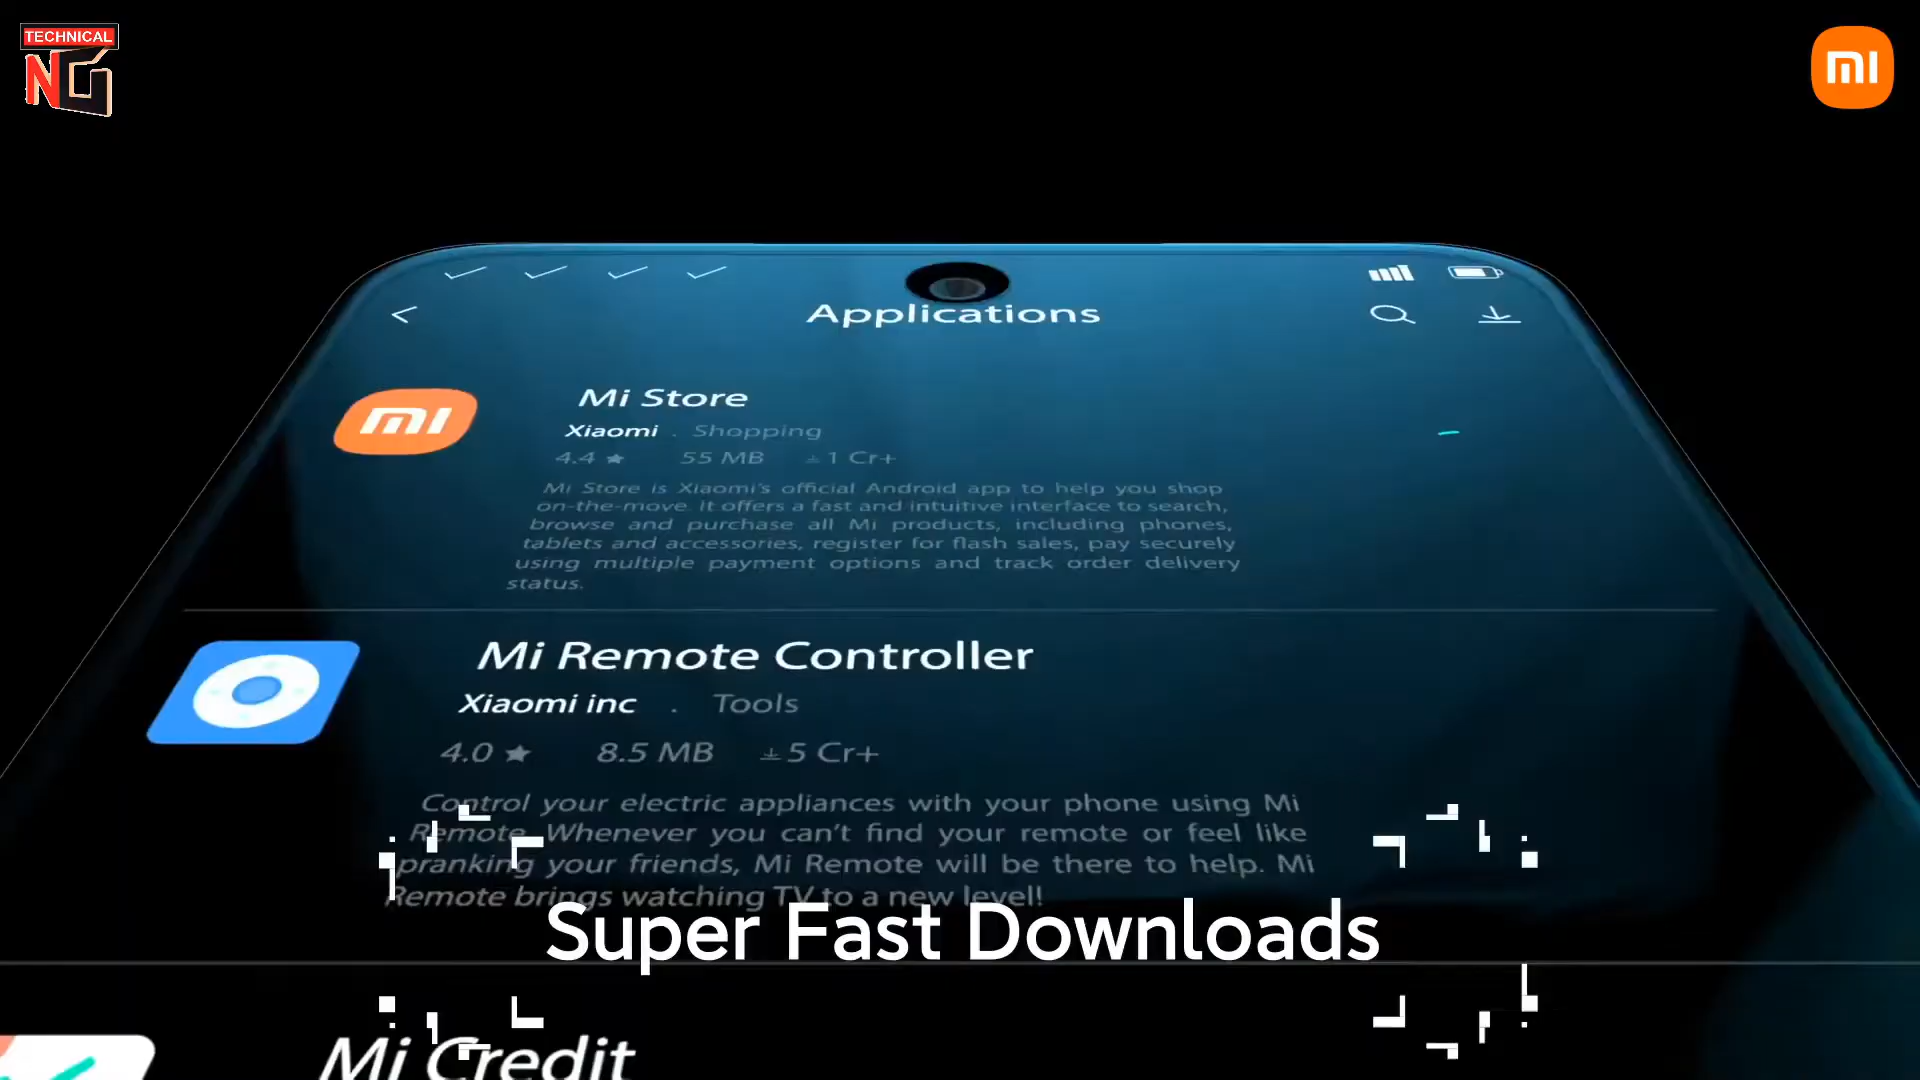 TECHNICAL
NG
mi
Applications
mi
Mi Store
Xiaomi . Shopping
4.4 ★ 55 MB 1 Cr+
Mi Store is Xiaomi's official Android app to help you shop
on-the-move. It offers a fast and intuitive interface to search,
browse and purchase all Mi products, including phones,
tablets and accessories, register for flash sales, pay securely
using multiple payment options and track order delivery
status.
Mi Remote Controller
Xiaomi inc . Tools
4.0 ★ 8.5 MB 5 Cr+
Control your electric appliances with your phone using Mi
Remote. Whenever you can't find your remote or feel like
pranking your friends, Mi Remote will be there to help. Mi
Remote brings watching TV to a new level!
Super Fast Downloads
Mi Credit